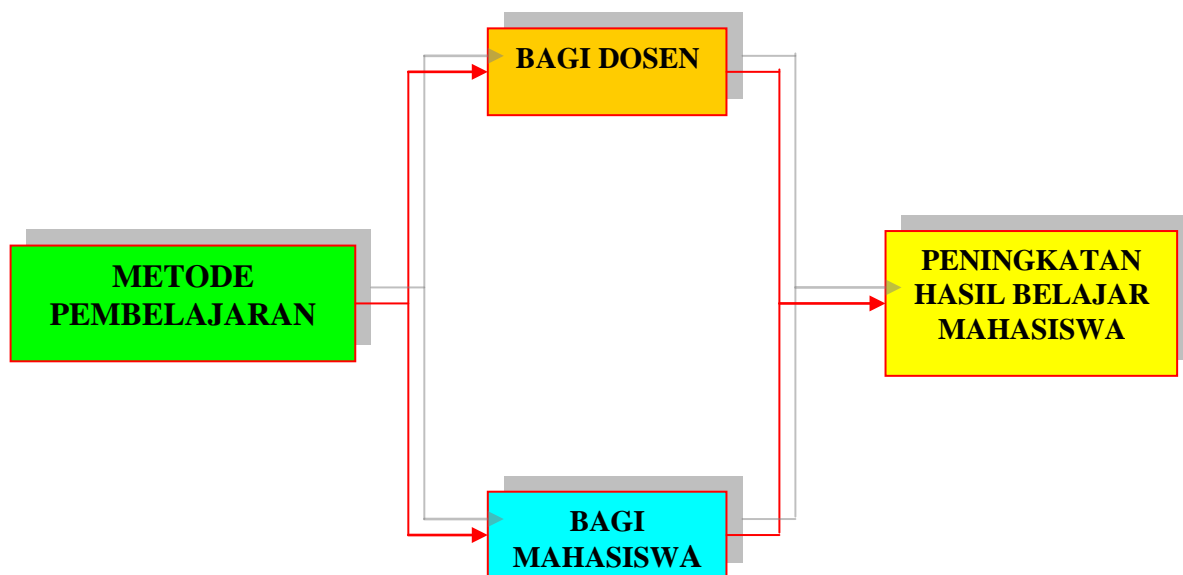 BAGI DOSEN
METODE
PEMBELAJARAN
PENINGKATAN
HASIL BELAJAR
MAHASISWA
BAGI
MAHASISWA